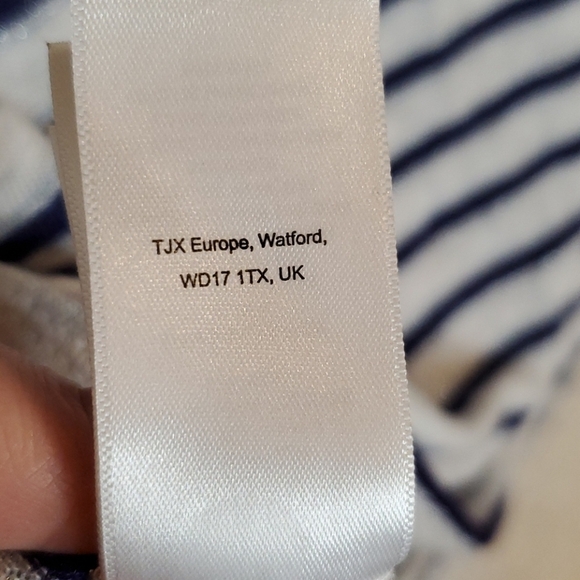 TJX Europe, Watford,
WD17 1TX, UK